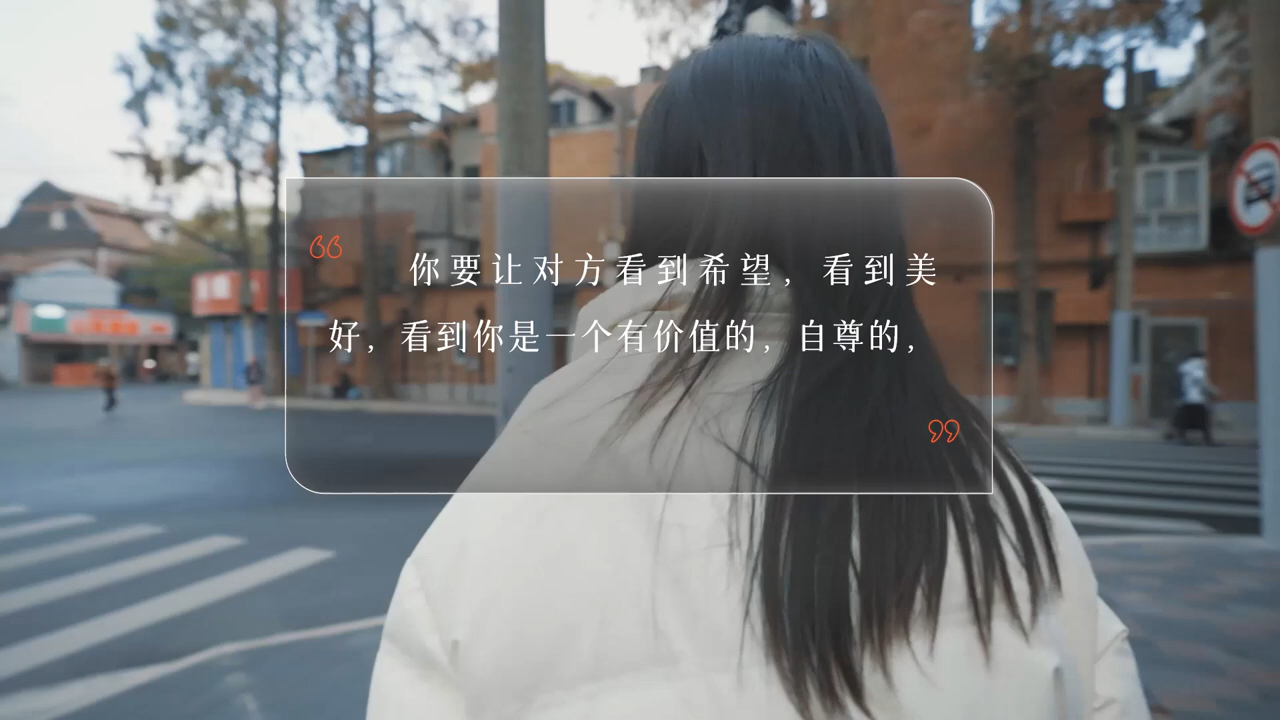 “
你要让对方看到希望，看到美
好，看到你是一个有价值的，自尊的，
”